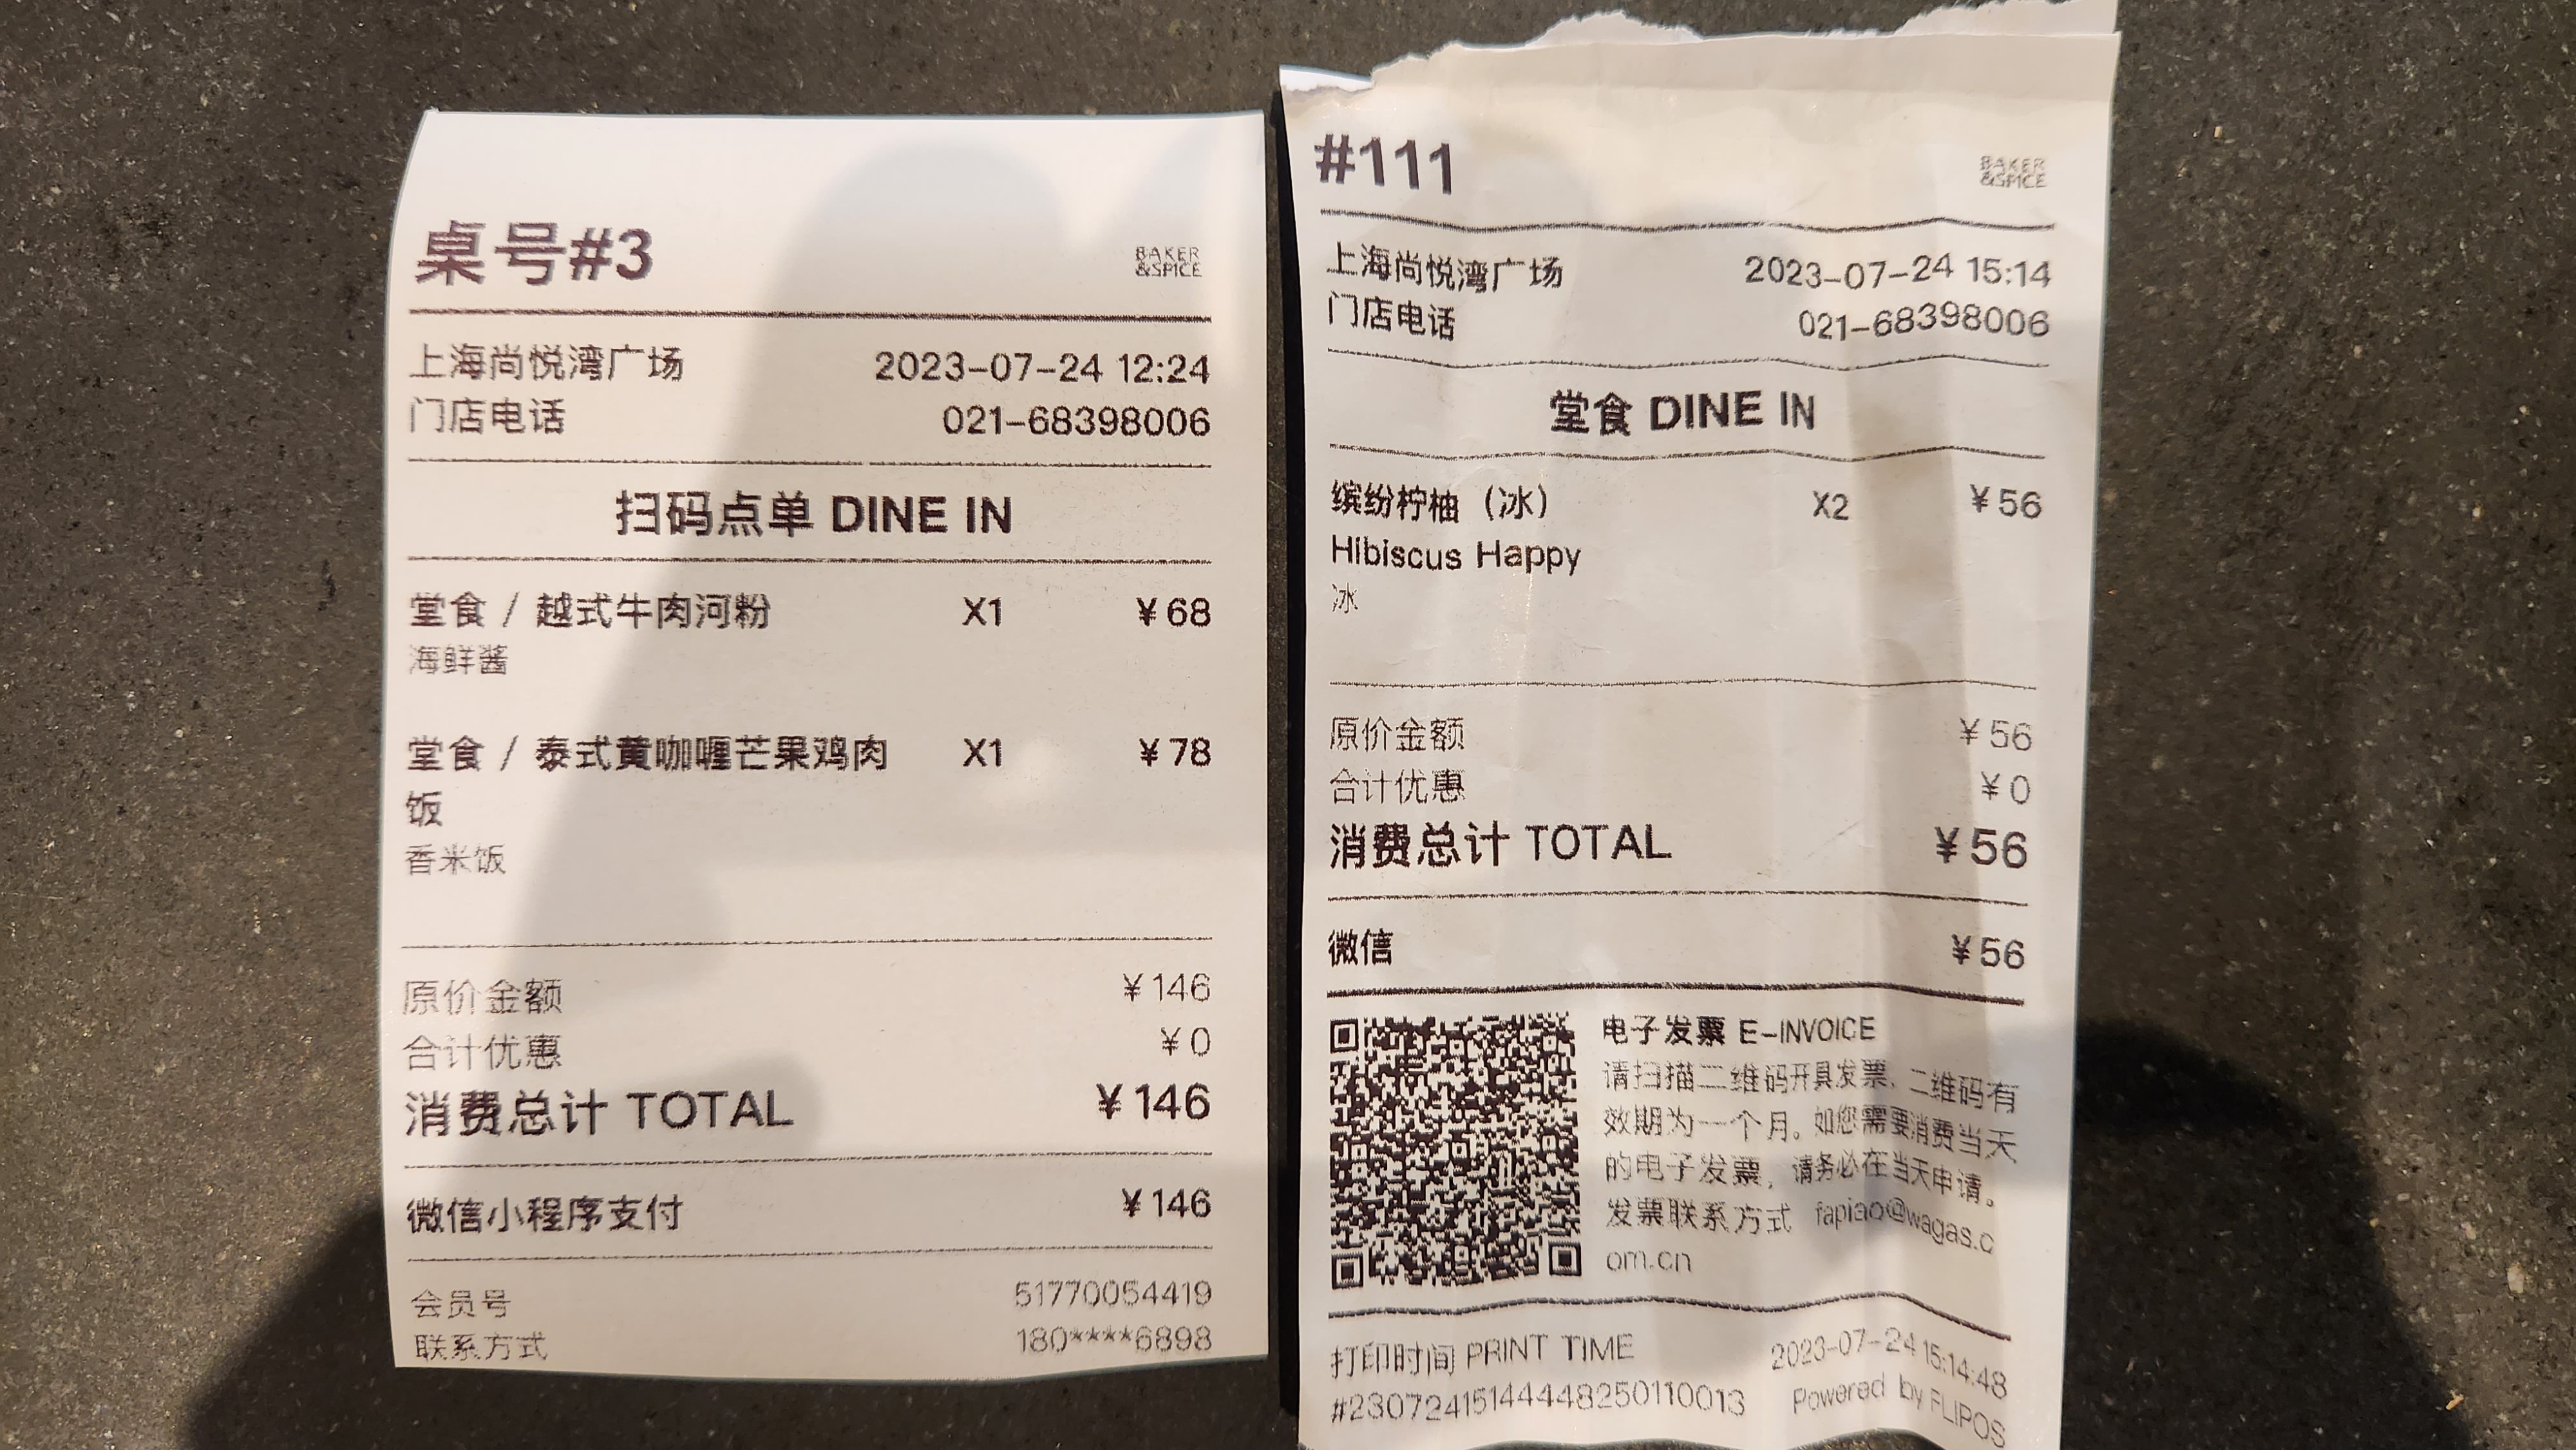 桌号#3
BAKER
&SPICE
上海尚悦湾广场 2023-07-24 12:24
门店电话 021-68398006
扫码点单 DINE IN
堂食 / 越式牛肉河粉 X1 ¥68
海鲜酱
堂食 / 泰式黄咖喱芒果鸡肉 X1 ¥78
饭
香米饭
原价金额 ¥146
合计优惠 ¥0
消费总计 TOTAL ¥146
微信小程序支付 ¥146
会员号 51770054419
联系方式 180****6898
#111
BAKER
&SPICE
上海尚悦湾广场 2023-07-24 15:14
门店电话 021-68398006
堂食 DINE IN
缤纷柠柚（冰） X2 ¥56
Hibiscus Happy
冰
原价金额 ¥56
合计优惠 ¥0
消费总计 TOTAL ¥56
微信 ¥56
电子发票 E-INVOICE
请扫描二维码开具发票，二维码有
效期为一个月。如您需要消费当天
的电子发票，请务必在当天申请。
发票联系方式 fapiao@wagas.c
om.cn
打印时间 PRINT TIME 2023-07-24 15:14:48
#23072415144448250110013 Powered by FLIPOS